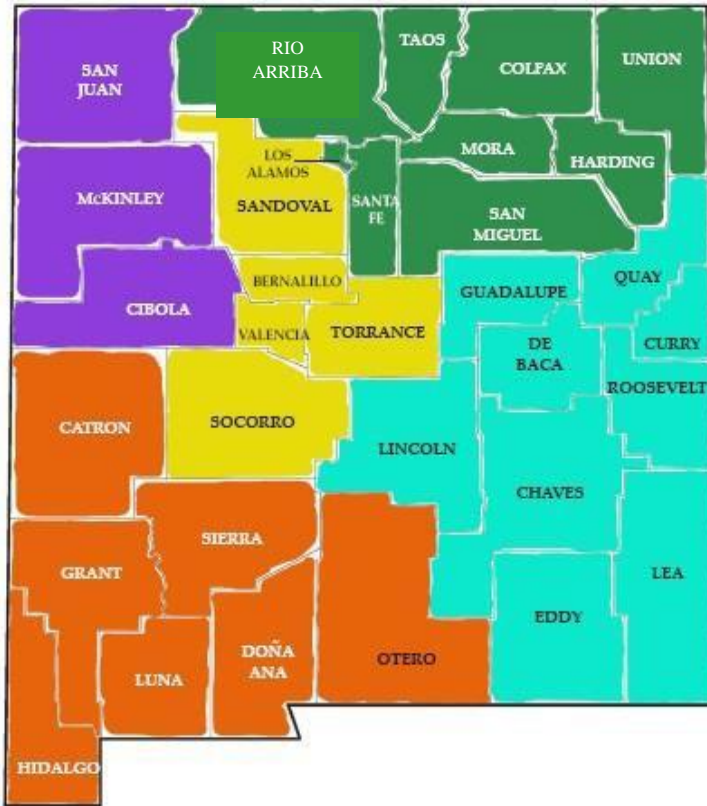 RIO
ARRIBA
TAOS
COLFAX
UNION
SAN
JUAN
LOS
ALAMOS
MORA
HARDING
McKINLEY
SANDOVAL
SANTA
FE
SAN
MIGUEL
BERNALILLO
GUADALUPE
QUAY
CIBOLA
VALENCIA
TORRANCE
DE
BACA
CURRY
ROOSEVELT
CATRON
SOCORRO
LINCOLN
CHAVES
SIERRA
GRANT
LEA
EDDY
DOÑA
ANA
OTERO
LUNA
HIDALGO